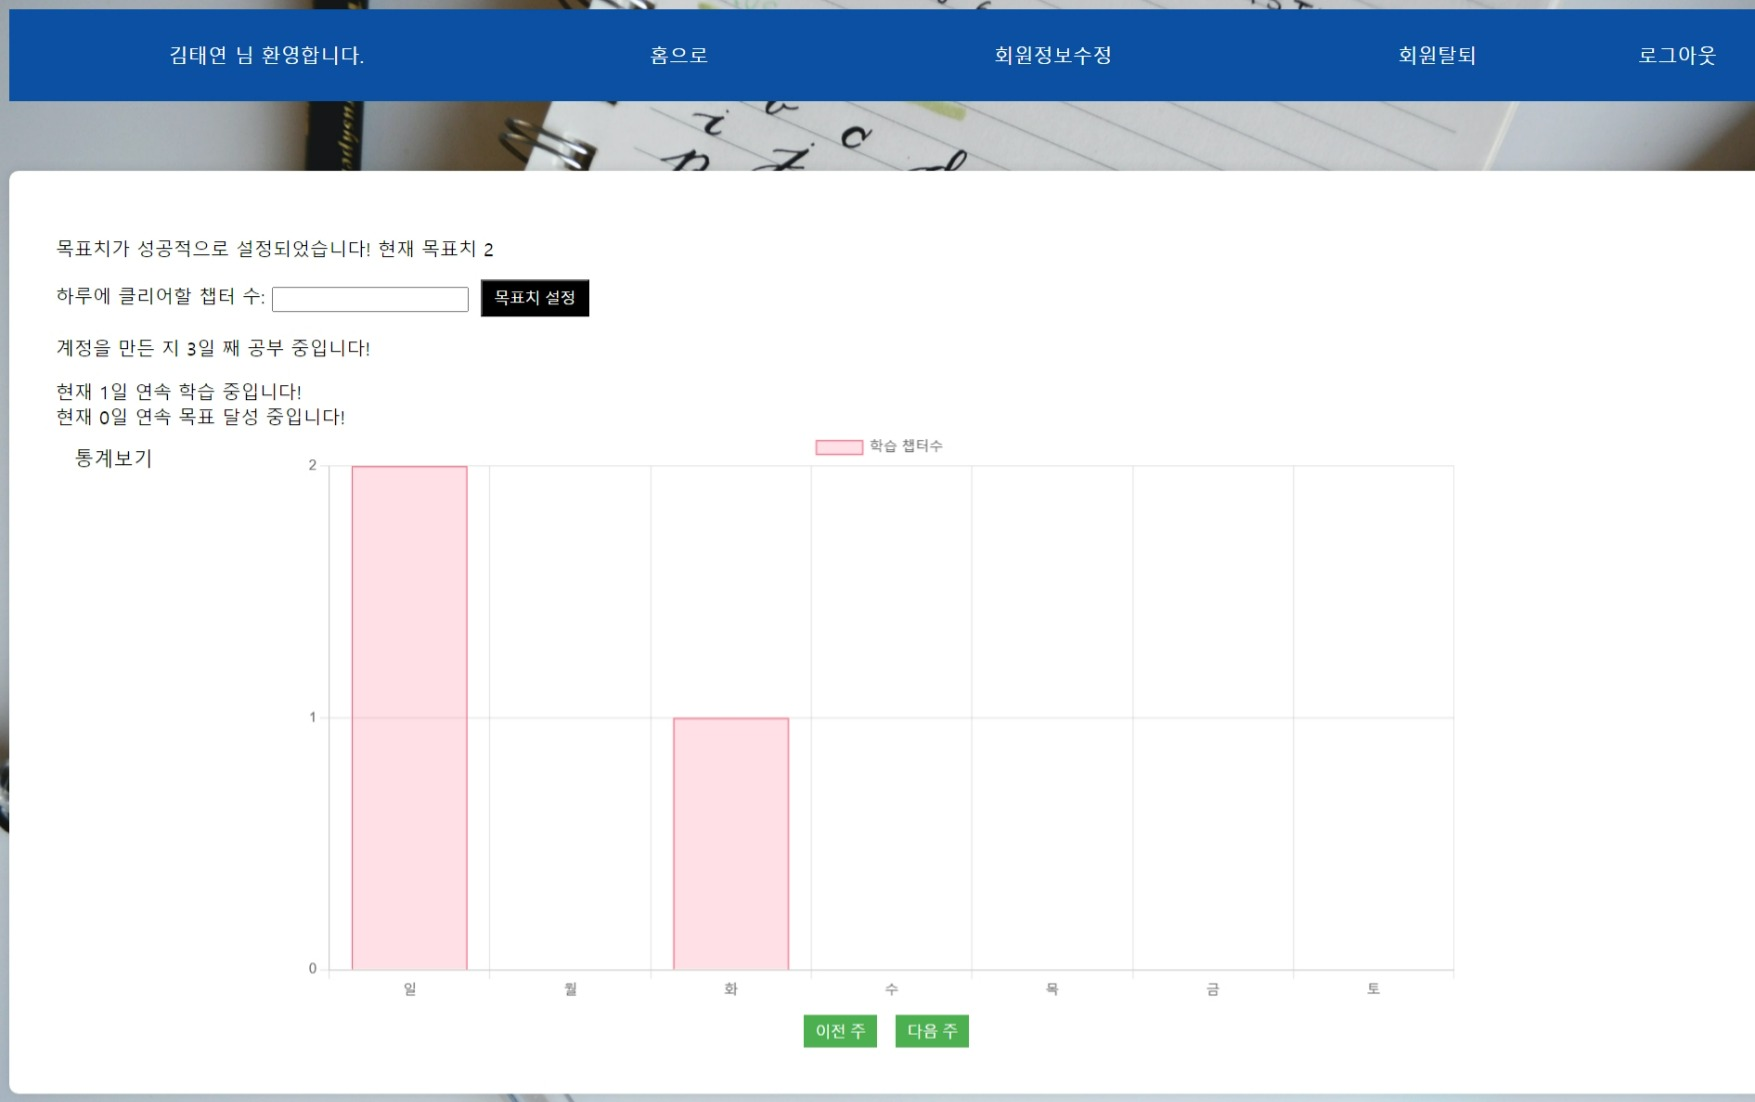 김태연 님 환영합니다. 홈으로 회원정보수정 회원탈퇴 로그아웃
목표치가 성공적으로 설정되었습니다! 현재 목표치 2
하루에 클리어할 챕터 수: 목표치 설정
계정을 만든 지 3일 째 공부 중입니다!
현재 1일 연속 학습 중입니다!
현재 0일 연속 목표 달성 중입니다!
통계보기
학습 챕터수
2
1
0
일 월 화 수 목 금 토
이전 주 다음 주